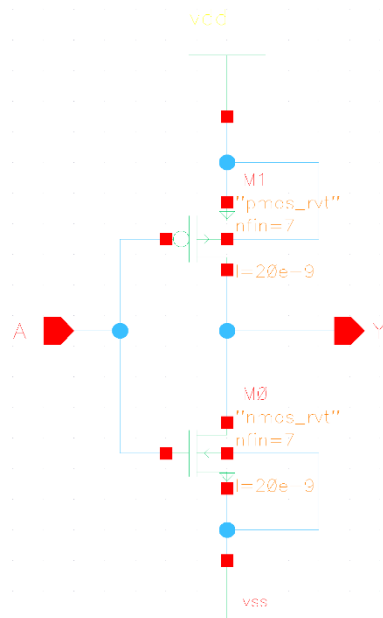 vdd
M1
"pmos_rvt"
nfin=7
l=20e-9
A
Y
M0
"nmos_rvt"
nfin=7
l=20e-9
vss